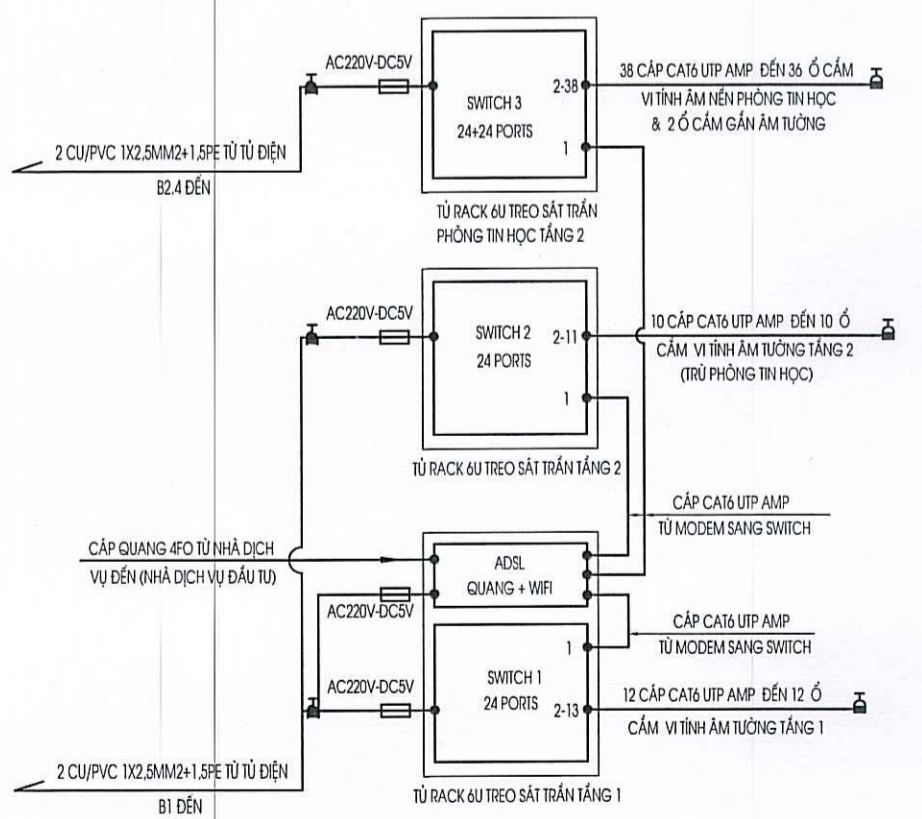 AC220V-DC5V
SWITCH 3
24+24 PORTS
2-38
1
38 CÁP CAT6 UTP AMP ĐẾN 36 Ổ CẮM
VI TÍNH ÂM NỀN PHÒNG TIN HỌC
& 2 Ổ CẮM GẮN ÂM TƯỜNG
2 CU/PVC 1X2,5MM2+1,5PE TỪ TỦ ĐIỆN
B2.4 ĐẾN
TỦ RACK 6U TREO SÁT TRẦN
PHÒNG TIN HỌC TẦNG 2
AC220V-DC5V
SWITCH 2
24 PORTS
2-11
1
10 CÁP CAT6 UTP AMP ĐẾN 10 Ổ
CẮM VI TÍNH ÂM TƯỜNG TẦNG 2
(TRỪ PHÒNG TIN HỌC)
TỦ RACK 6U TREO SÁT TRẦN TẦNG 2
CÁP CAT6 UTP AMP
TỪ MODEM SANG SWITCH
CÁP QUANG 4FO TỪ NHÀ DỊCH
VỤ ĐẾN (NHÀ DỊCH VỤ ĐẦU TƯ)
ADSL
QUANG + WIFI
AC220V-DC5V
CÁP CAT6 UTP AMP
TỪ MODEM SANG SWITCH
AC220V-DC5V
1
SWITCH 1
24 PORTS
2-13
12 CÁP CAT6 UTP AMP ĐẾN 12 Ổ
CẮM VI TÍNH ÂM TƯỜNG TẦNG 1
2 CU/PVC 1X2,5MM2+1,5PE TỪ TỦ ĐIỆN
B1 ĐẾN
TỦ RACK 6U TREO SÁT TRẦN TẦNG 1